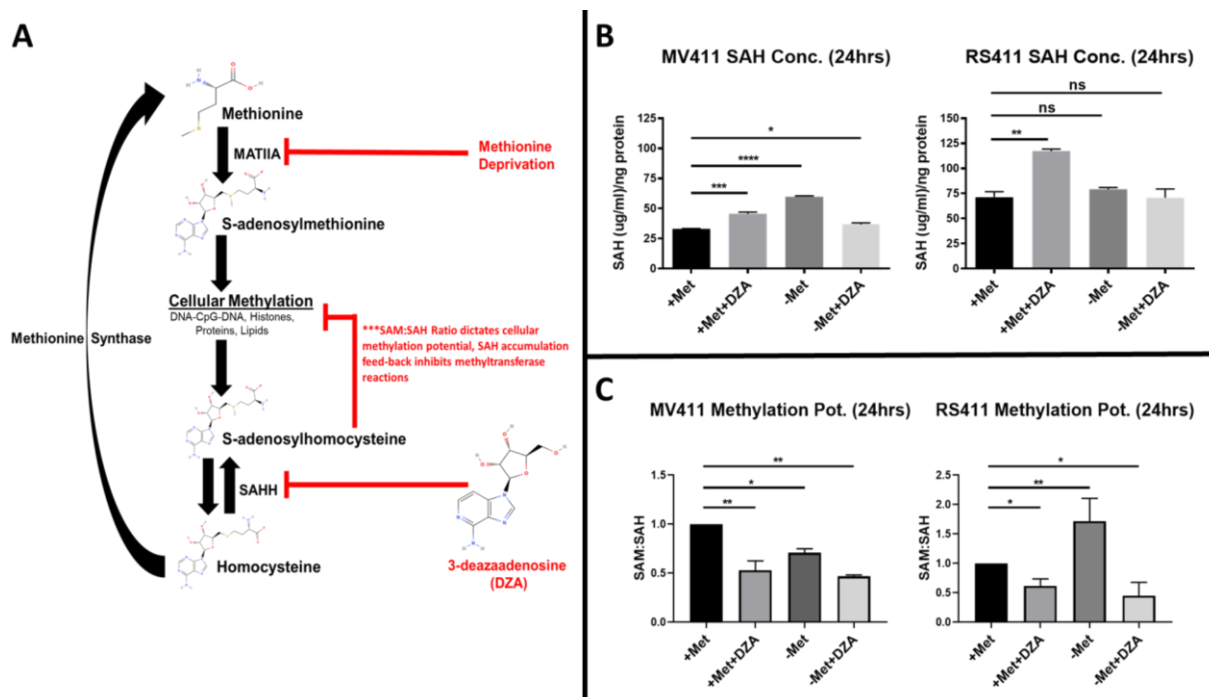 A
Methionine
MATIIA
Methionine
Deprivation
S-adenosylmethionine
Cellular Methylation
DNA-CpG-DNA, Histones,
Proteins, Lipids
Methionine Synthase
***SAM:SAH Ratio dictates cellular
methylation potential, SAH accumulation
feed-back inhibits methyltransferase
reactions
S-adenosylhomocysteine
SAHH
Homocysteine
3-deazaadenosine
(DZA)
B
MV411 SAH Conc. (24hrs)
SAH (ug/ml)/ng protein
125
100
75
50
25
0
*
****
***
+Met
+Met+DZA
-Met
-Met+DZA
RS411 SAH Conc. (24hrs)
SAH (ug/ml)/ng protein
150
125
100
75
50
25
0
ns
ns
**
+Met
+Met+DZA
-Met
-Met+DZA
C
MV411 Methylation Pot. (24hrs)
SAM:SAH
1.5
1.0
0.5
0.0
**
*
**
+Met
+Met+DZA
-Met
-Met+DZA
RS411 Methylation Pot. (24hrs)
SAM:SAH
2.5
2.0
1.5
1.0
0.5
0.0
*
**
*
+Met
+Met+DZA
-Met
-Met+DZA